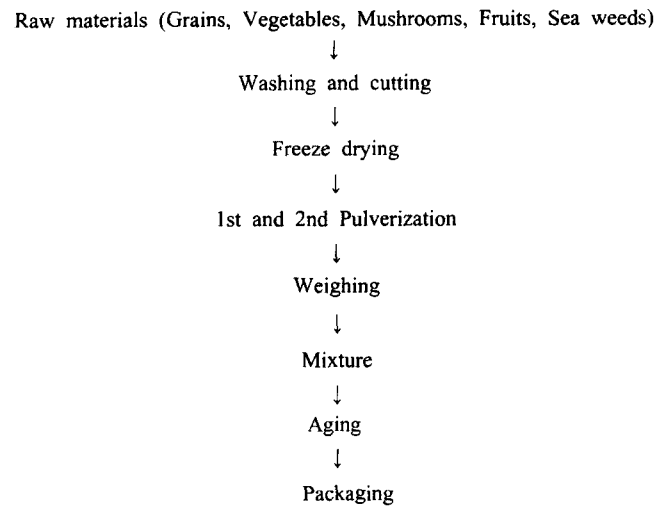 Raw materials (Grains, Vegetables, Mushrooms, Fruits, Sea weeds)
↓
Washing and cutting
↓
Freeze drying
↓
1st and 2nd Pulverization
↓
Weighing
↓
Mixture
↓
Aging
↓
Packaging